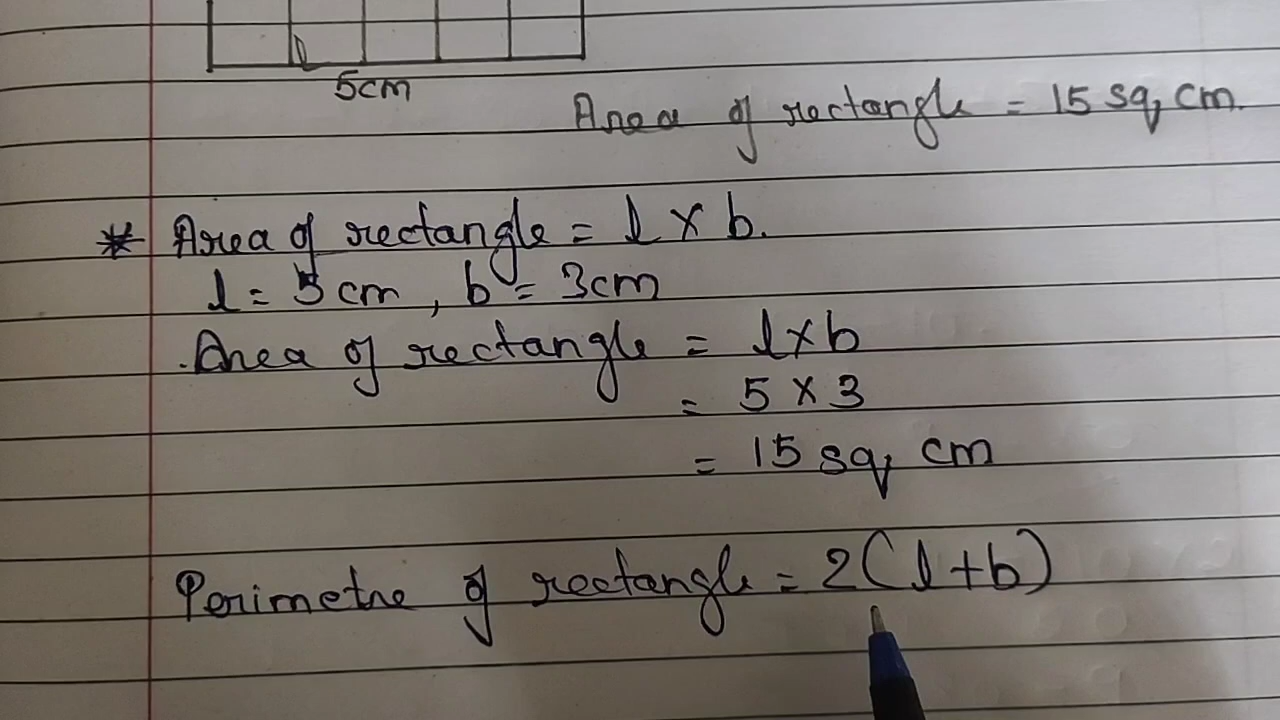 5cm
Area of rectangle = 15 sq cm.
* Area of rectangle = l × b.
l = 5 cm, b = 3cm
Area of rectangle = l×b
= 5 × 3
= 15 sq cm
Perimetre of rectangle = 2(l+b)